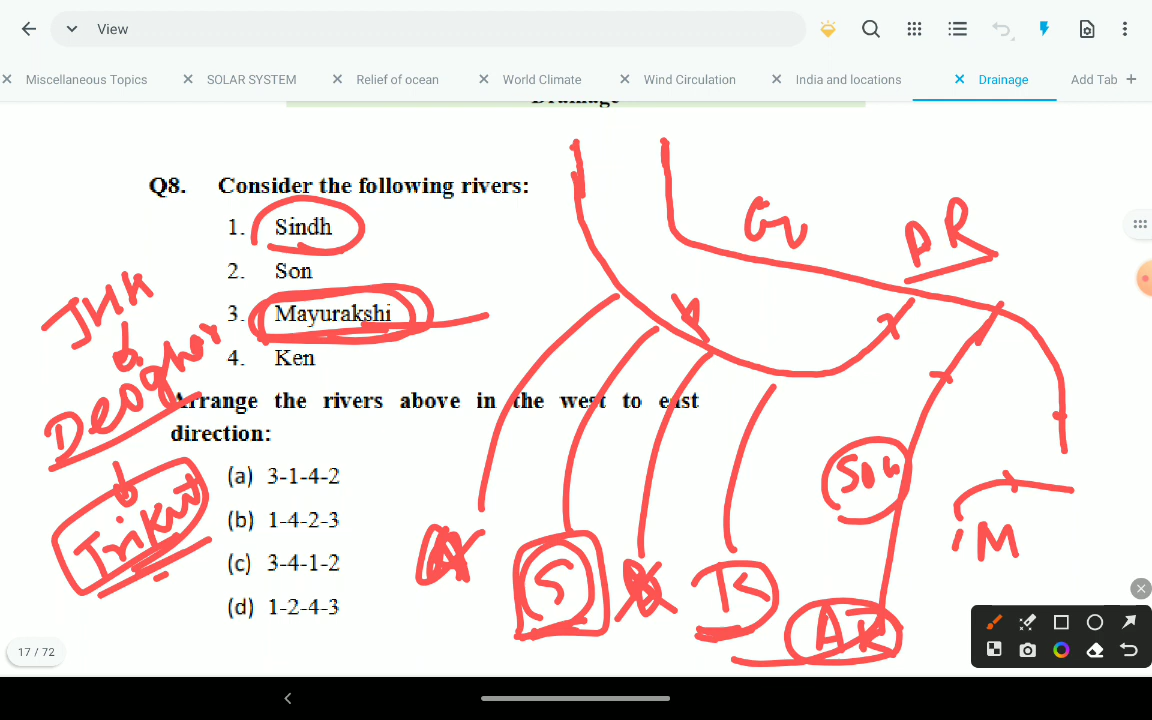 View
Miscellaneous Topics SOLAR SYSTEM Relief of ocean World Climate Wind Circulation India and locations Drainage Add Tab +
Drainage
Q8. Consider the following rivers:
1. Sindh
2. Son
3. Mayurakshi
4. Ken
Arrange the rivers above in the west to east
direction:
(a) 3-1-4-2
(b) 1-4-2-3
(c) 3-4-1-2
(d) 1-2-4-3
JHK
Deoghar
Trikut
PR
Son
M
S
K
AK
17 / 72